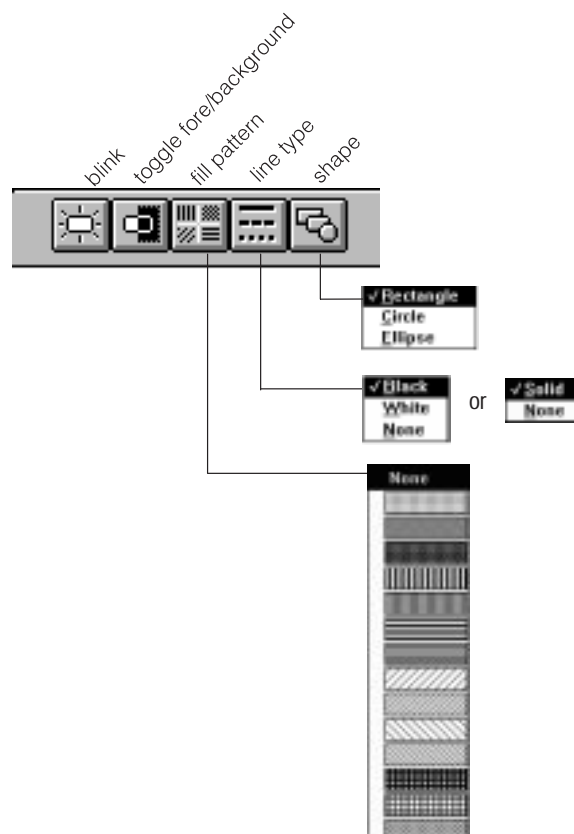 blink
toggle fore/background
fill pattern
line type
shape
✓ Rectangle
Circle
Ellipse
✓ Black
White
None
or
✓ Solid
None
None